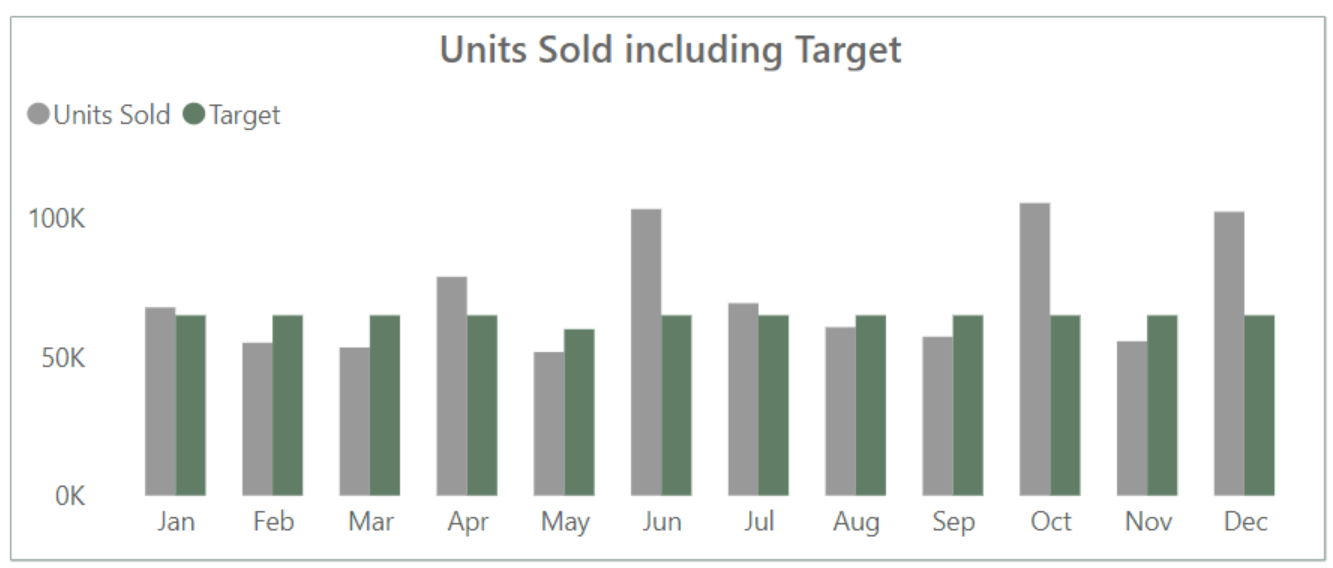 Units Sold including Target
Units Sold Target
100K
50K
0K
Jan Feb Mar Apr May Jun Jul Aug Sep Oct Nov Dec